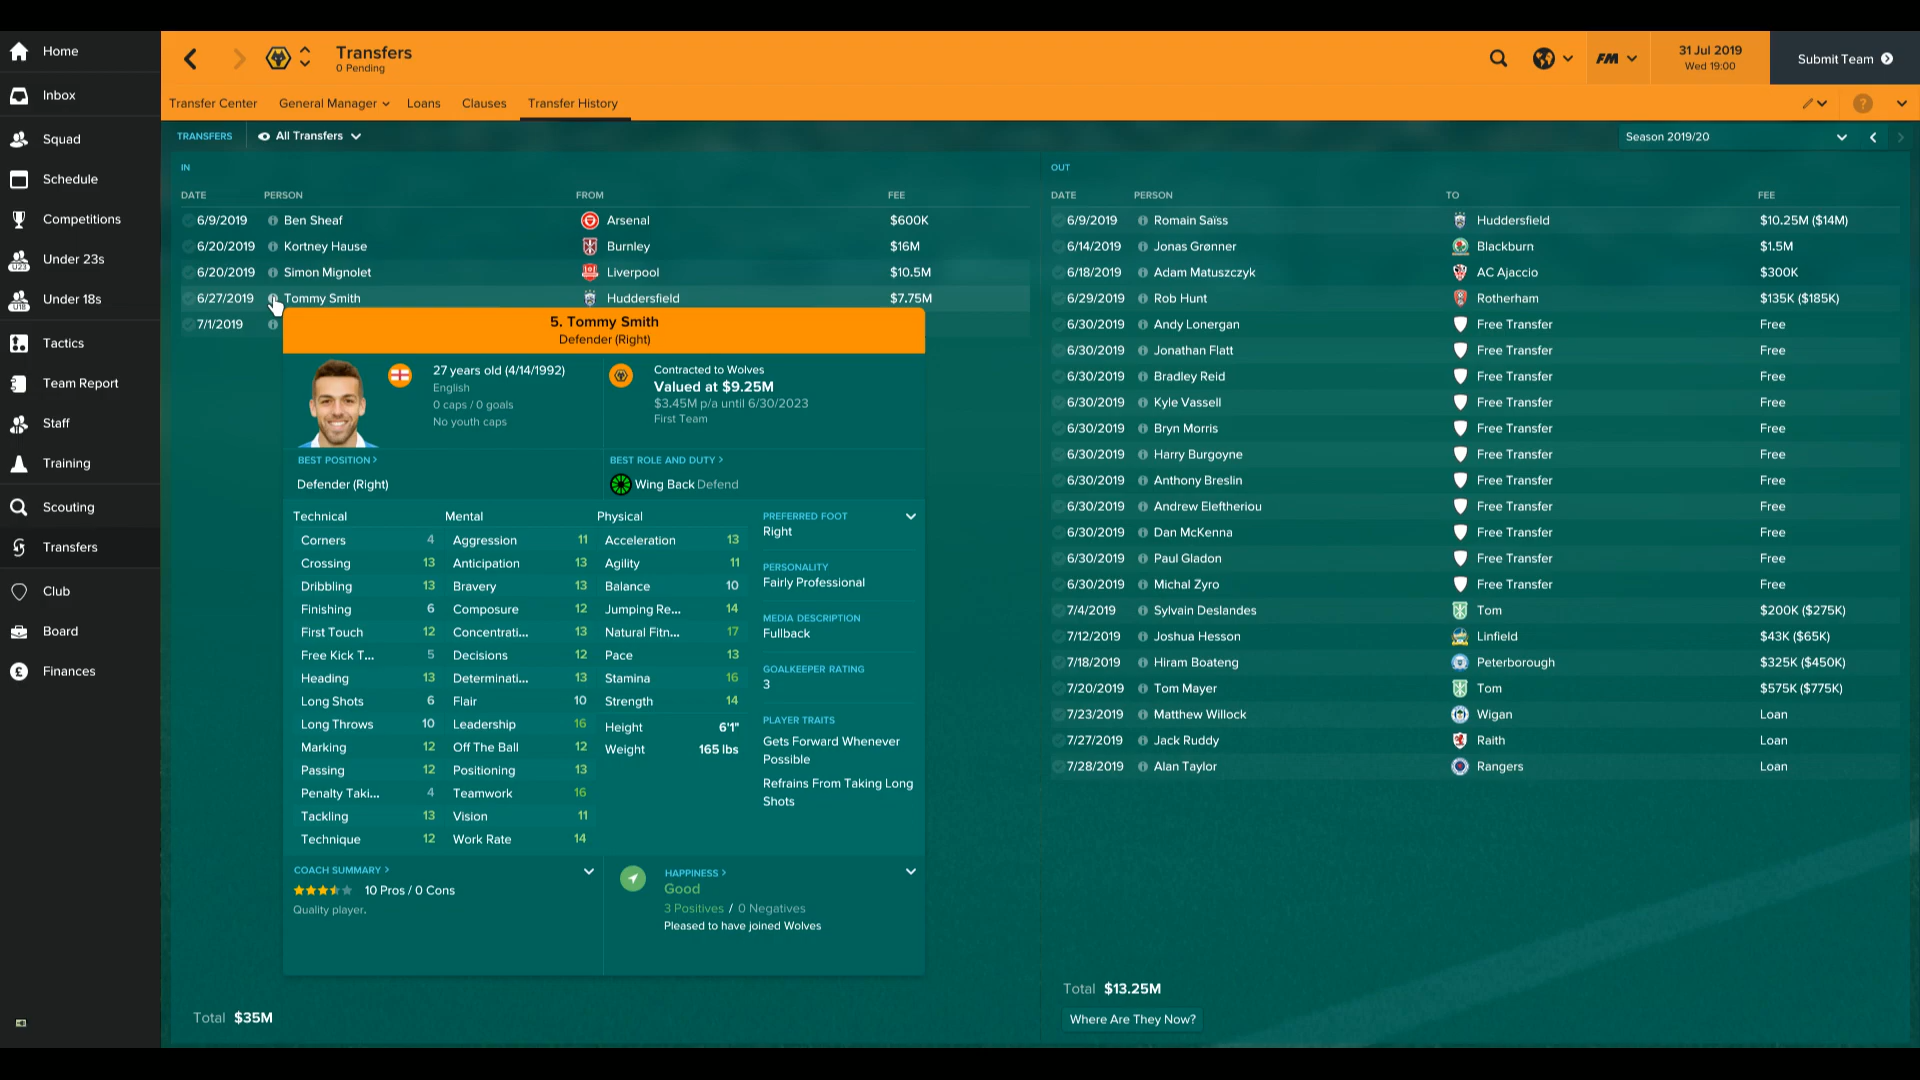 Home
Inbox
Squad
Schedule
Competitions
Under 23s
Under 18s
Tactics
Team Report
Staff
Training
Scouting
Transfers
Club
Board
Finances
Transfers
0 Pending
FM
31 Jul 2019
Wed 19:00
Submit Team
Transfer Center General Manager Loans Clauses Transfer History
TRANSFERS All Transfers
Season 2019/20
IN
DATE PERSON FROM FEE
6/9/2019 Ben Sheaf Arsenal $600K
6/20/2019 Kortney Hause Burnley $16M
6/20/2019 Simon Mignolet Liverpool $10.5M
6/27/2019 Tommy Smith Huddersfield $7.75M
7/1/2019
5. Tommy Smith
Defender (Right)
27 years old (4/14/1992)
English
0 caps / 0 goals
No youth caps
Contracted to Wolves
Valued at $9.25M
$3.45M p/a until 6/30/2023
First Team
BEST POSITION >
Defender (Right)
BEST ROLE AND DUTY >
Wing Back Defend
Technical Mental Physical
Corners 4 Aggression 11 Acceleration 13
Crossing 13 Anticipation 13 Agility 11
Dribbling 13 Bravery 13 Balance 10
Finishing 6 Composure 12 Jumping Re... 14
First Touch 12 Concentrati... 13 Natural Fitn... 17
Free Kick T... 5 Decisions 12 Pace 13
Heading 13 Determinati... 13 Stamina 16
Long Shots 6 Flair 10 Strength 14
Long Throws 10 Leadership 16 Height 6'1"
Marking 12 Off The Ball 12 Weight 165 lbs
Passing 12 Positioning 13
Penalty Taki... 4 Teamwork 16
Tackling 13 Vision 11
Technique 12 Work Rate 14
PREFERRED FOOT
Right
PERSONALITY
Fairly Professional
MEDIA DESCRIPTION
Fullback
GOALKEEPER RATING
3
PLAYER TRAITS
Gets Forward Whenever
Possible
Refrains From Taking Long
Shots
COACH SUMMARY >
10 Pros / 0 Cons
Quality player.
HAPPINESS >
Good
3 Positives / 0 Negatives
Pleased to have joined Wolves
Total $35M
OUT
DATE PERSON TO FEE
6/9/2019 Romain Saïss Huddersfield $10.25M ($14M)
6/14/2019 Jonas Grønner Blackburn $1.5M
6/18/2019 Adam Matuszczyk AC Ajaccio $300K
6/29/2019 Rob Hunt Rotherham $135K ($185K)
6/30/2019 Andy Lonergan Free Transfer Free
6/30/2019 Jonathan Flatt Free Transfer Free
6/30/2019 Bradley Reid Free Transfer Free
6/30/2019 Kyle Vassell Free Transfer Free
6/30/2019 Bryn Morris Free Transfer Free
6/30/2019 Harry Burgoyne Free Transfer Free
6/30/2019 Anthony Breslin Free Transfer Free
6/30/2019 Andrew Eleftheriou Free Transfer Free
6/30/2019 Dan McKenna Free Transfer Free
6/30/2019 Paul Gladon Free Transfer Free
6/30/2019 Michal Zyro Free Transfer Free
7/4/2019 Sylvain Deslandes Tom $200K ($275K)
7/12/2019 Joshua Hesson Linfield $43K ($65K)
7/18/2019 Hiram Boateng Peterborough $325K ($450K)
7/20/2019 Tom Mayer Tom $575K ($775K)
7/23/2019 Matthew Willock Wigan Loan
7/27/2019 Jack Ruddy Raith Loan
7/28/2019 Alan Taylor Rangers Loan
Total $13.25M
Where Are They Now?